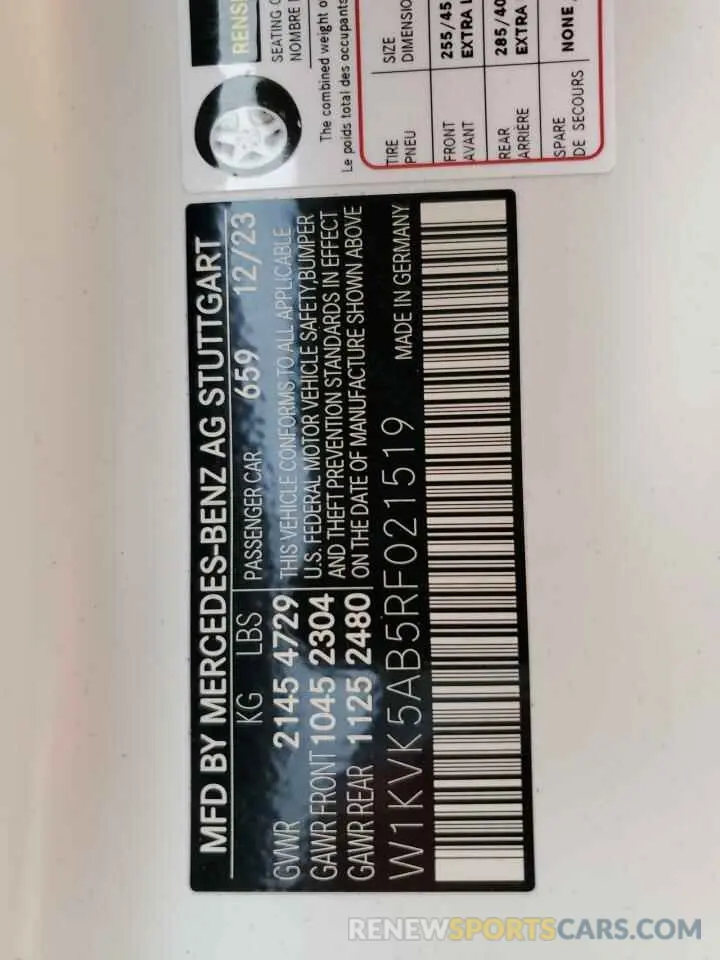 RENSE
SEATING
NOMBRE
The combined weight
Le poids total des occupants
TIRE SIZE
PNEU DIMENSIO
FRONT 255/45
AVANT EXTRA L
REAR 285/40
ARRIÈRE EXTRA
SPARE NONE
DE SECOURS
MFD BY MERCEDES-BENZ AG STUTTGART
KG LBS PASSENGER CAR 659 12/23
GVWR 2145 4729 THIS VEHICLE CONFORMS TO ALL APPLICABLE
U.S. FEDERAL MOTOR VEHICLE SAFETY,BUMPER
GAWR FRONT 1045 2304 AND THEFT PREVENTION STANDARDS IN EFFECT
GAWR REAR 1125 2480 ON THE DATE OF MANUFACTURE SHOWN ABOVE
W1KVK5AB5RF021519 MADE IN GERMANY
RENEWSPORTSCARS.COM